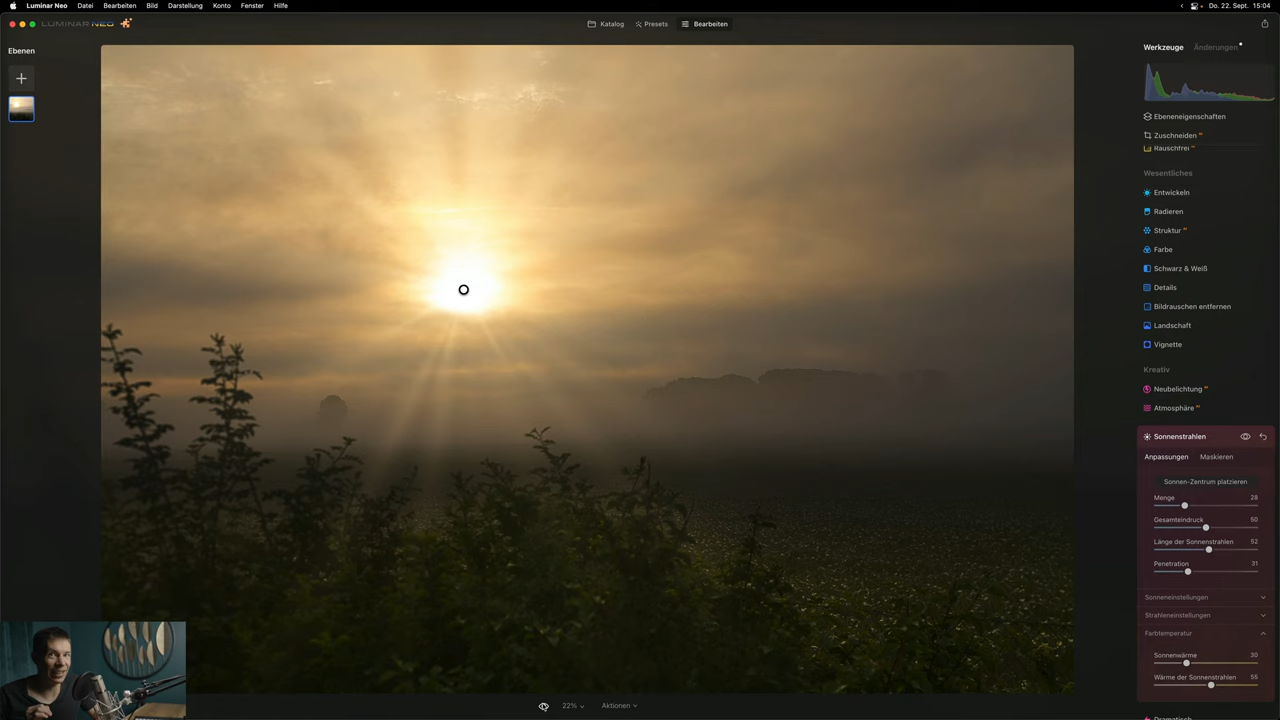 Luminar Neo Datei Bearbeiten Bild Darstellung Konto Fenster Hilfe Do. 22. Sept. 15:04
LUMINAR NEO Katalog Presets Bearbeiten
Ebenen
Werkzeuge Änderungen
Ebeneneigenschaften
Zuschneiden
Rauschfrei
Wesentliches
Entwickeln
Radieren
Struktur
Farbe
Schwarz & Weiß
Details
Bildrauschen entfernen
Landschaft
Vignette
Kreativ
Neubelichtung
Atmosphäre
Sonnenstrahlen
Anpassungen Maskieren
Sonnen-Zentrum platzieren
Menge 28
Gesamteindruck 50
Länge der Sonnenstrahlen 52
Penetration 31
Sonneneinstellungen
Strahleneinstellungen
Farbtemperatur
Sonnenwärme 30
Wärme der Sonnenstrahlen 55
22% Aktionen